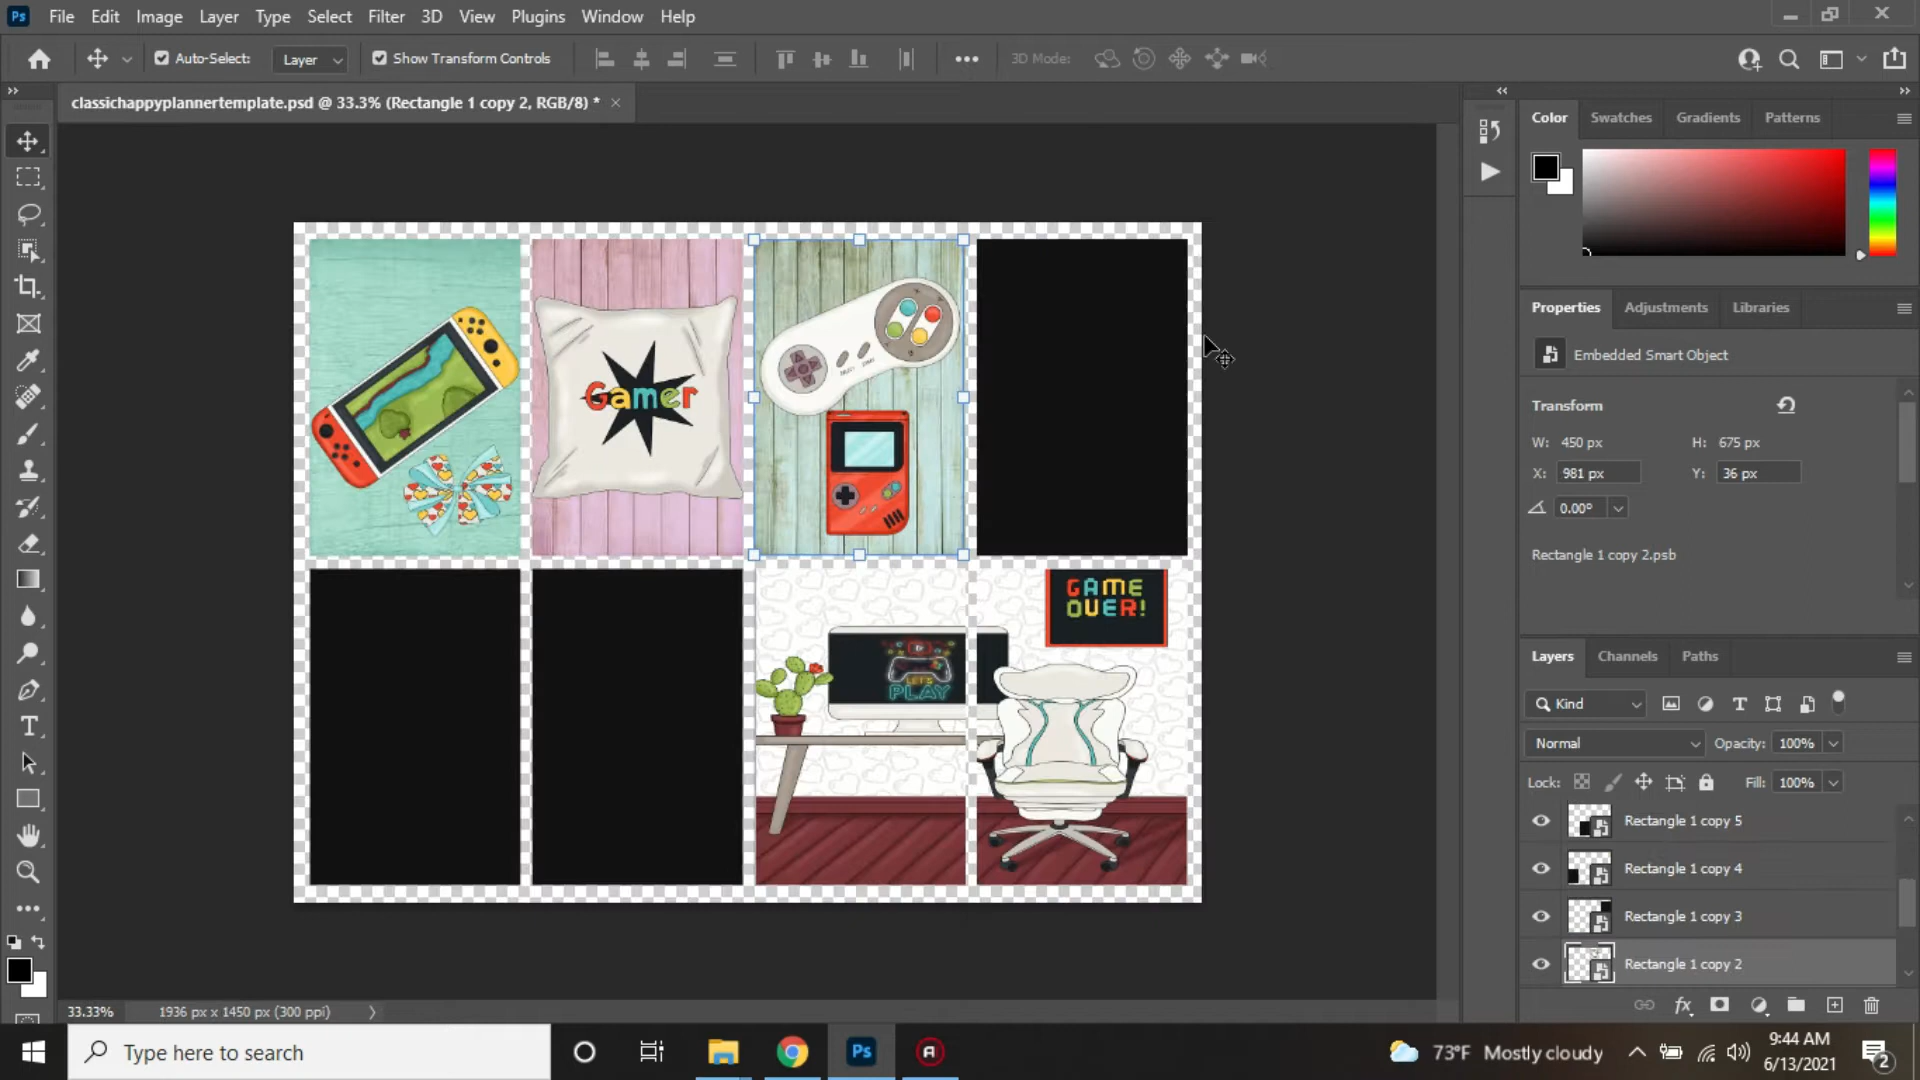 Ps File Edit Image Layer Type Select Filter 3D View Plugins Window Help
Auto-Select: Layer Show Transform Controls 3D Mode:
classichappyplannertemplate.psd @ 33.3% (Rectangle 1 copy 2, RGB/8) *
Color Swatches Gradients Patterns
Properties Adjustments Libraries
Embedded Smart Object
Transform
W: 450 px H: 675 px
X: 981 px Y: 36 px
0.00°
Rectangle 1 copy 2.psb
Gamer
GAME
OVER!
LET'S
PLAY
Layers Channels Paths
Kind
Normal Opacity: 100%
Lock: Fill: 100%
Rectangle 1 copy 5
Rectangle 1 copy 4
Rectangle 1 copy 3
Rectangle 1 copy 2
fx
33.33% 1936 px x 1450 px (300 ppi)
Type here to search
Ps
73°F Mostly cloudy
9:44 AM
6/13/2021
2